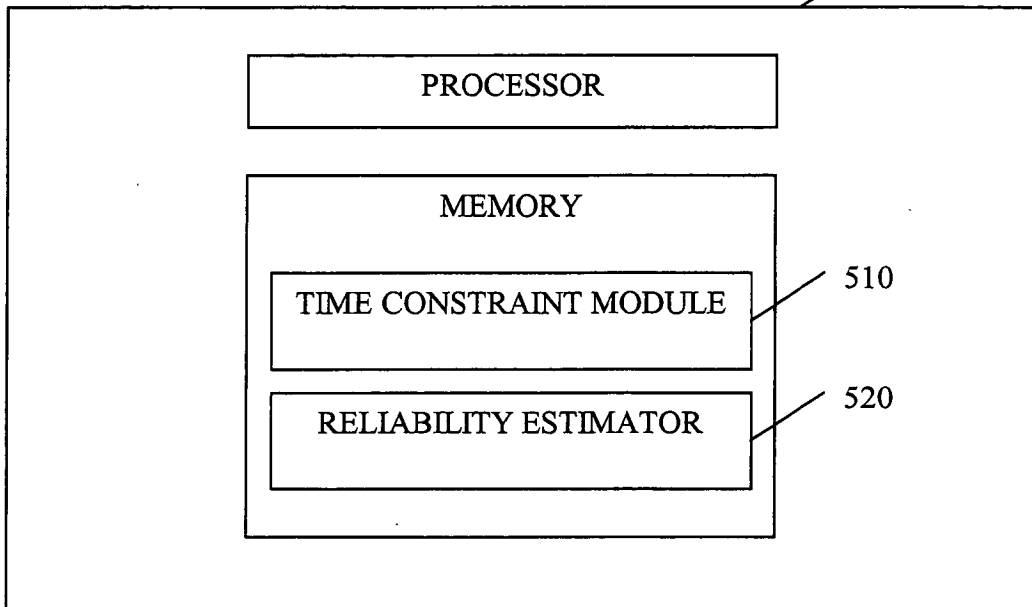 PROCESSOR
MEMORY
TIME CONSTRAINT MODULE
510
RELIABILITY ESTIMATOR
520